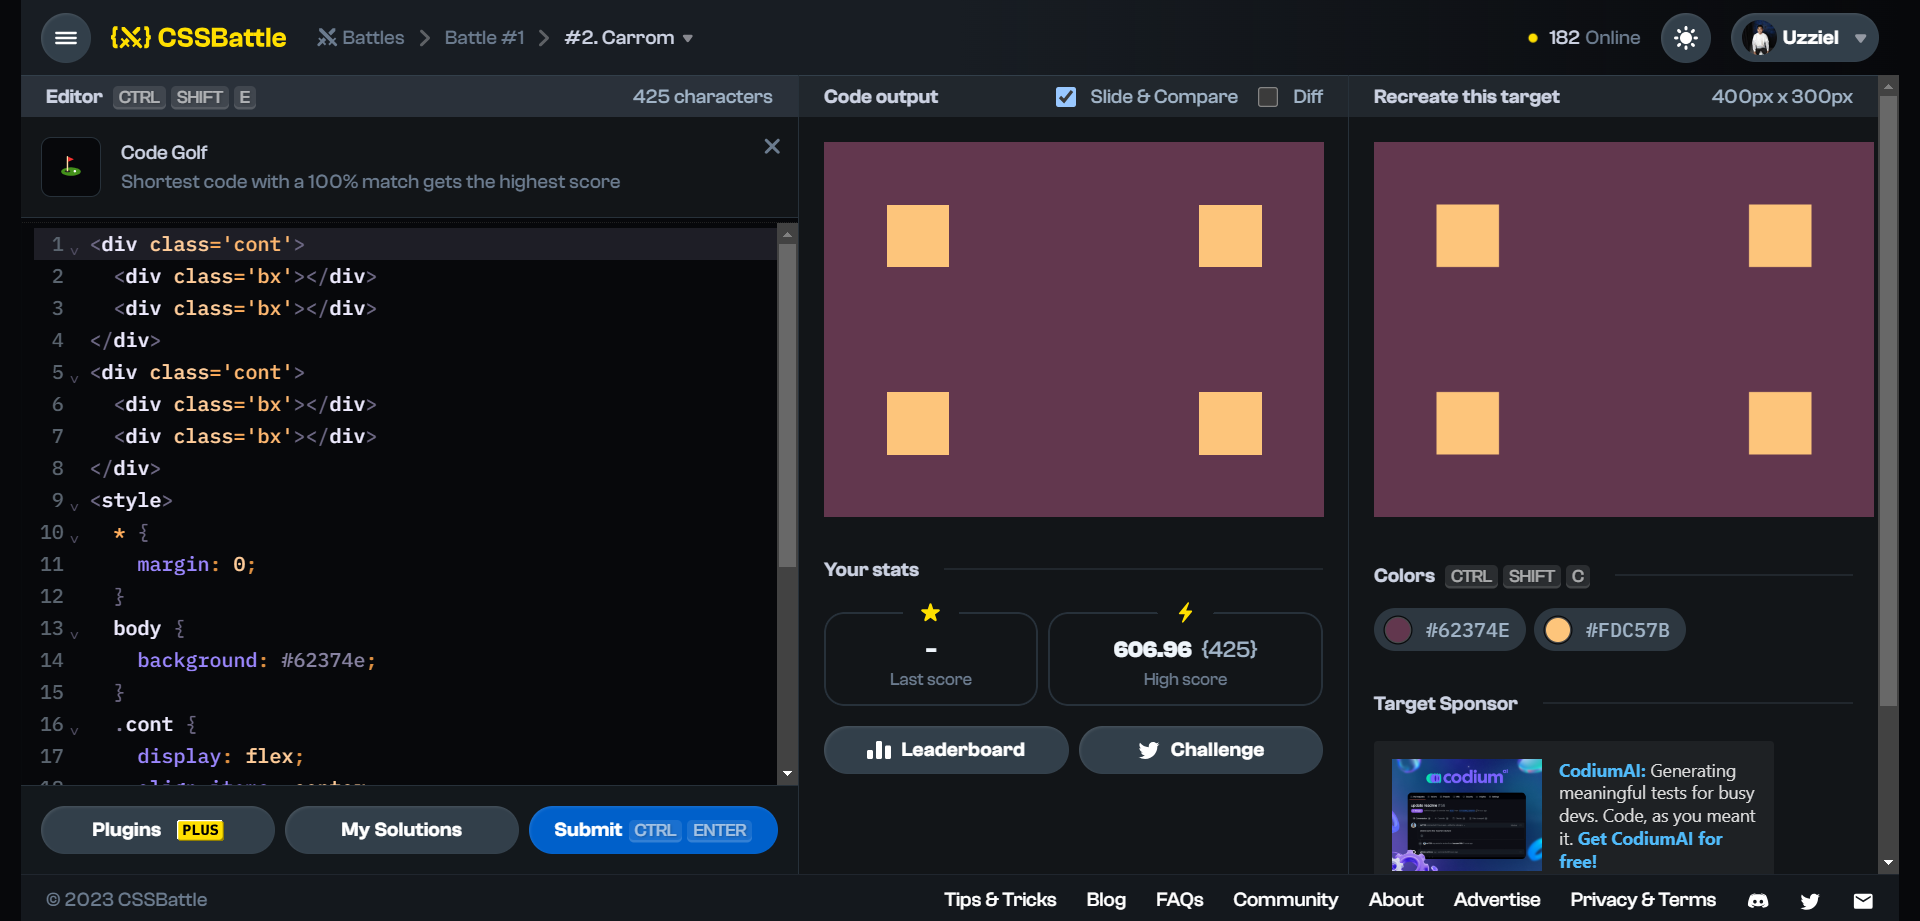 {X} CSSBattle
Battles
Battle #1
#2. Carrom
182 Online
Uzziel
Editor CTRL SHIFT E
425 characters
Code Golf
Shortest code with a 100% match gets the highest score
1 <div class='cont'>
2 <div class='bx'></div>
3 <div class='bx'></div>
4 </div>
5 <div class='cont'>
6 <div class='bx'></div>
7 <div class='bx'></div>
8 </div>
9 <style>
10 * {
11 margin: 0;
12 }
13 body {
14 background: #62374e;
15 }
16 .cont {
17 display: flex;
Plugins PLUS
My Solutions
Submit CTRL ENTER
Code output
Slide & Compare
Diff
Your stats
-
Last score
606.96 {425}
High score
Leaderboard
Challenge
Recreate this target
400px x 300px
Colors CTRL SHIFT C
#62374E
#FDC57B
Target Sponsor
codium
CodiumAI: Generating
meaningful tests for busy
devs. Code, as you meant
it. Get CodiumAI for
free!
© 2023 CSSBattle
Tips & Tricks
Blog
FAQs
Community
About
Advertise
Privacy & Terms